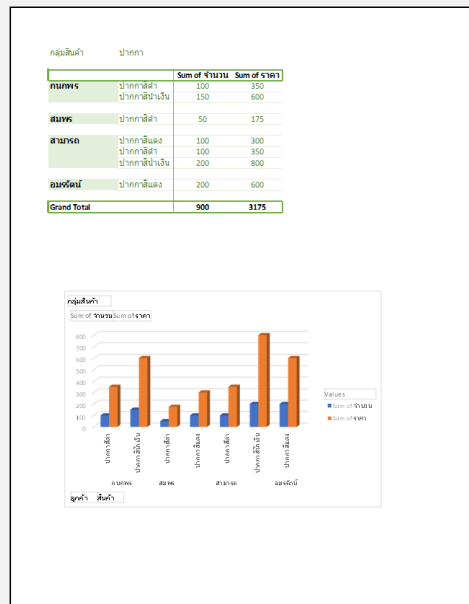 กลุ่มสินค้า ปากกา
Sum of จำนวน Sum of ราคา
กนกพร ปากกาสีดำ 100 350
ปากกาสีน้ำเงิน 150 600
สมพร ปากกาสีดำ 50 175
สามารถ ปากกาสีแดง 100 300
ปากกาสีดำ 100 350
ปากกาสีน้ำเงิน 200 800
อมรรัตน์ ปากกาสีแดง 200 600
Grand Total 900 3175
กลุ่มสินค้า
Sum of จำนวน Sum of ราคา
800
700
600
500
400
300
200
100
0
Values
Sum of จำนวน
Sum of ราคา
ปากกาสีดำ ปากกาสีน้ำเงิน ปากกาสีดำ ปากกาสีแดง ปากกาสีดำ ปากกาสีน้ำเงิน ปากกาสีแดง
กนกพร สมพร สามารถ อมรรัตน์
ลูกค้า สินค้า